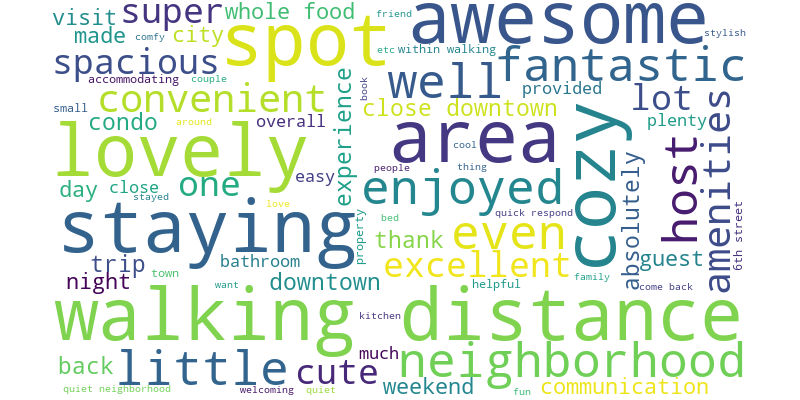 visit
super
whole food
friend
awesome
stylish
made
comfy
city
spot
etc
within walking
spacious
fantastic
accommodating
couple
book
well
provided
lot
small
convenient
experience
close downtown
cozy
amenities
condo
around
overall
area
plenty
lovely
cool
host
day
close
stayed
one
easy
people
thing
enjoyed
absolutely
love
property
bed
quick respond
6th street
staying
thank
even
guest
trip
bathroom
excellent
night
town
want
downtown
helpful
family
come back
walking distance
kitchen
back
little
cute
much
neighborhood
quiet neighborhood
welcoming
quiet
weekend
fun
communication